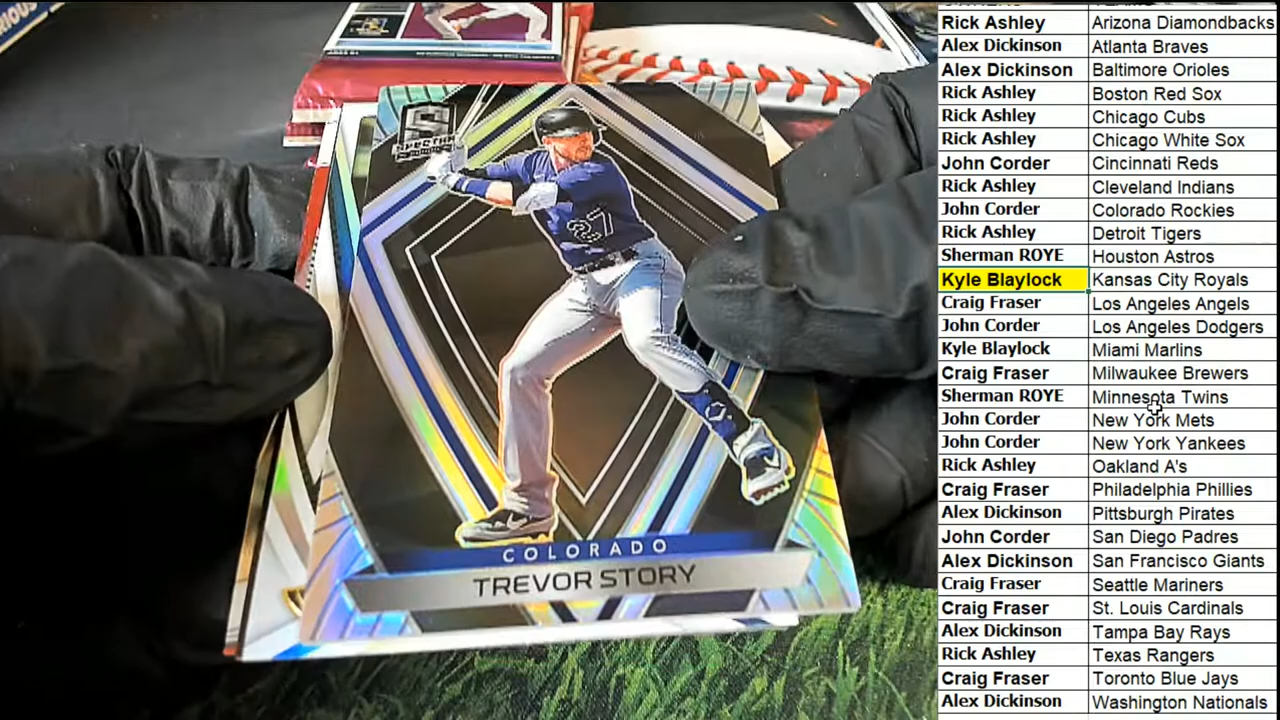 SPECTRA
27
COLORADO
TREVOR STORY
Rick Ashley Arizona Diamondbacks
Alex Dickinson Atlanta Braves
Alex Dickinson Baltimore Orioles
Rick Ashley Boston Red Sox
Rick Ashley Chicago Cubs
Rick Ashley Chicago White Sox
John Corder Cincinnati Reds
Rick Ashley Cleveland Indians
John Corder Colorado Rockies
Rick Ashley Detroit Tigers
Sherman ROYE Houston Astros
Kyle Blaylock Kansas City Royals
Craig Fraser Los Angeles Angels
John Corder Los Angeles Dodgers
Kyle Blaylock Miami Marlins
Craig Fraser Milwaukee Brewers
Sherman ROYE Minnesota Twins
John Corder New York Mets
John Corder New York Yankees
Rick Ashley Oakland A's
Craig Fraser Philadelphia Phillies
Alex Dickinson Pittsburgh Pirates
John Corder San Diego Padres
Alex Dickinson San Francisco Giants
Craig Fraser Seattle Mariners
Craig Fraser St. Louis Cardinals
Alex Dickinson Tampa Bay Rays
Rick Ashley Texas Rangers
Craig Fraser Toronto Blue Jays
Alex Dickinson Washington Nationals